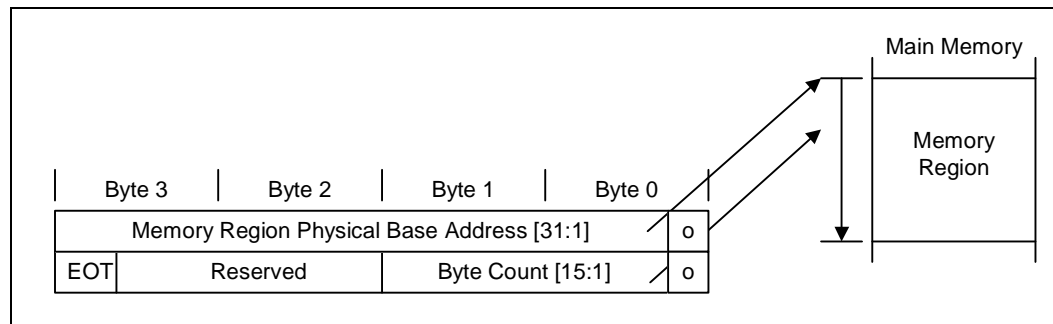 Main Memory
Memory
Region
Byte 3 Byte 2 Byte 1 Byte 0
Memory Region Physical Base Address [31:1] o
EOT Reserved Byte Count [15:1] o